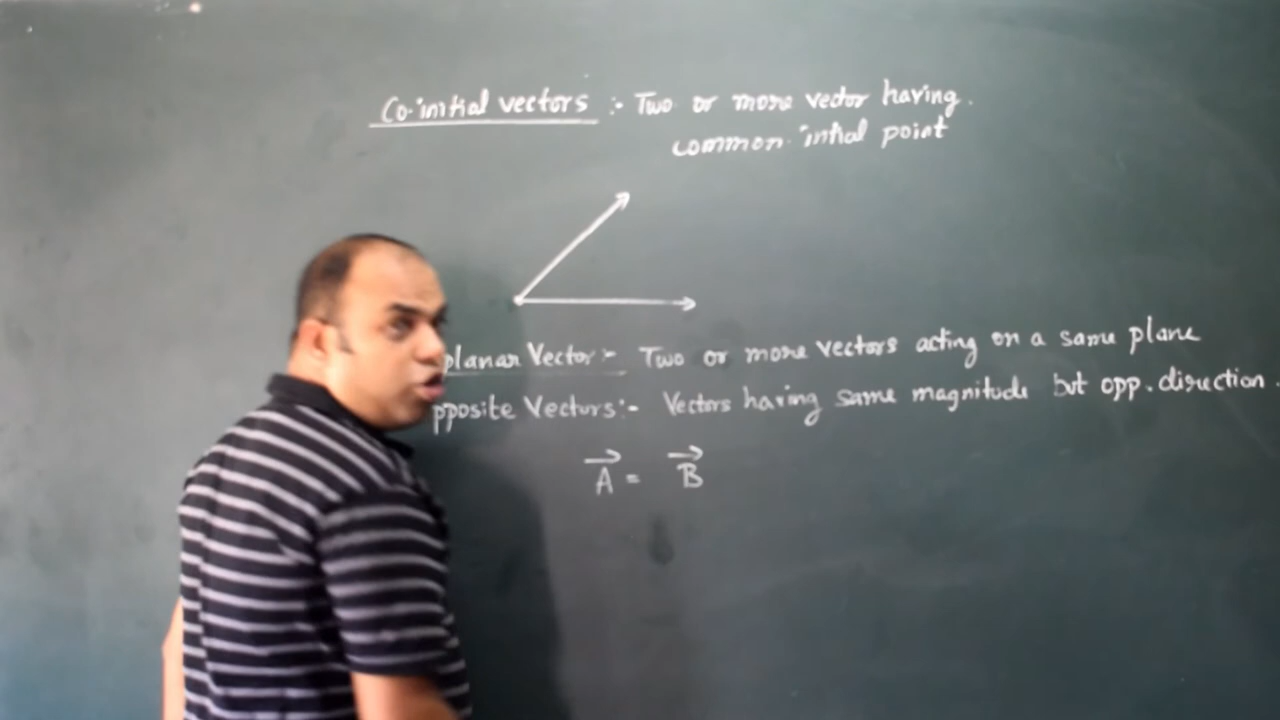 Co-initial vectors :- Two or more vector having.
common intial point
planar Vector :- Two or more vectors acting on a same plane
pposite Vectors :- Vectors having same magnitude but opp. direction.
A⃗ = B⃗